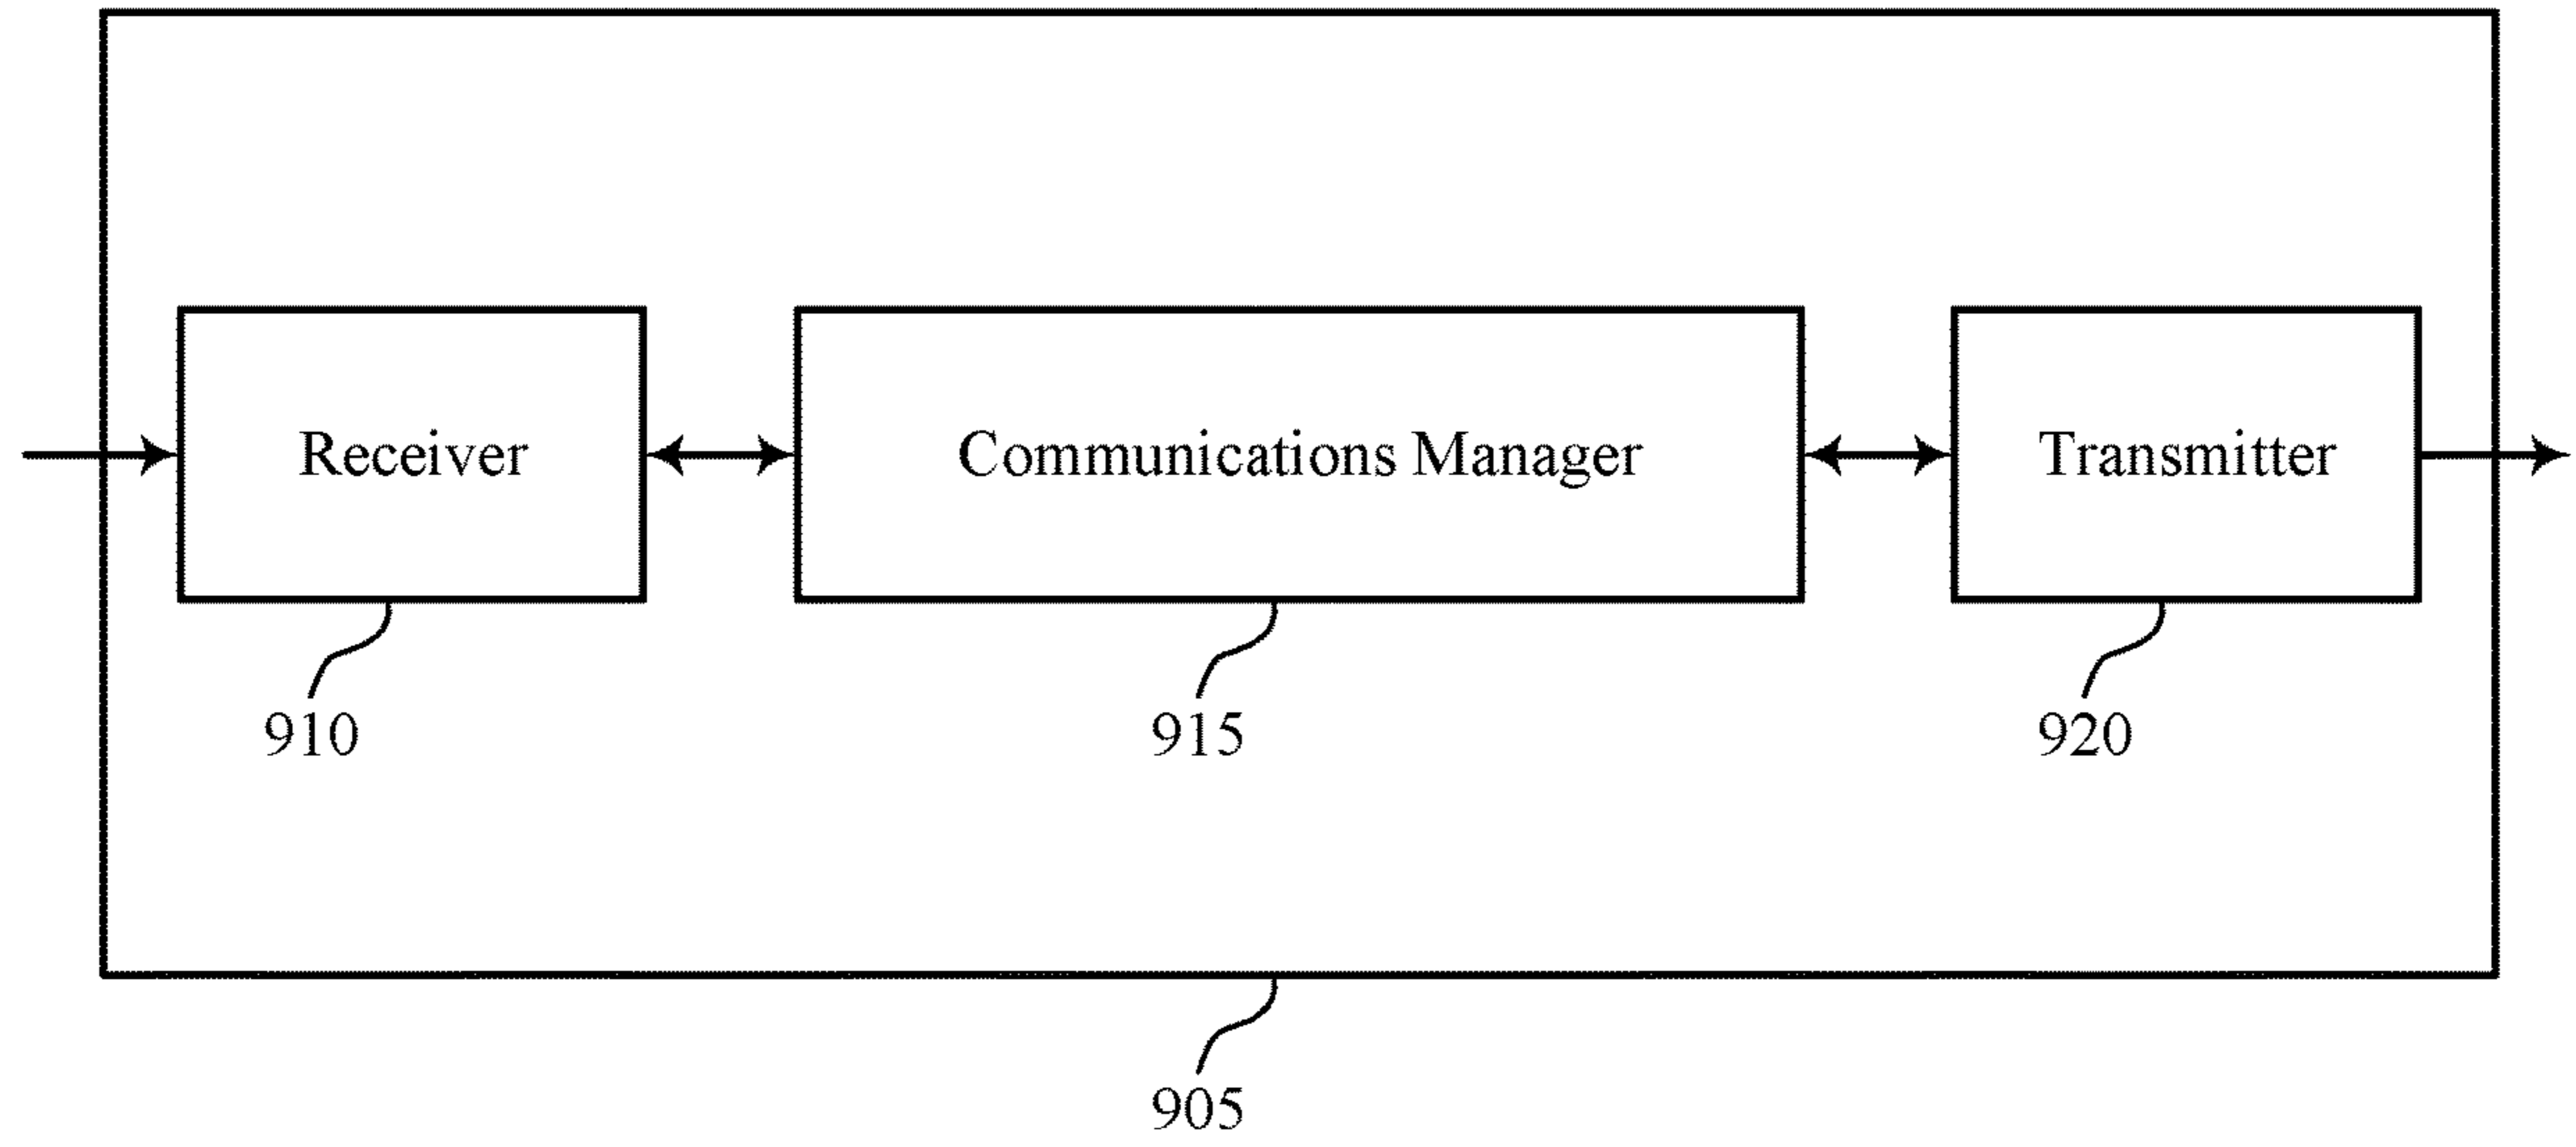 Receiver
Communications Manager
Transmitter
910
915
920
905